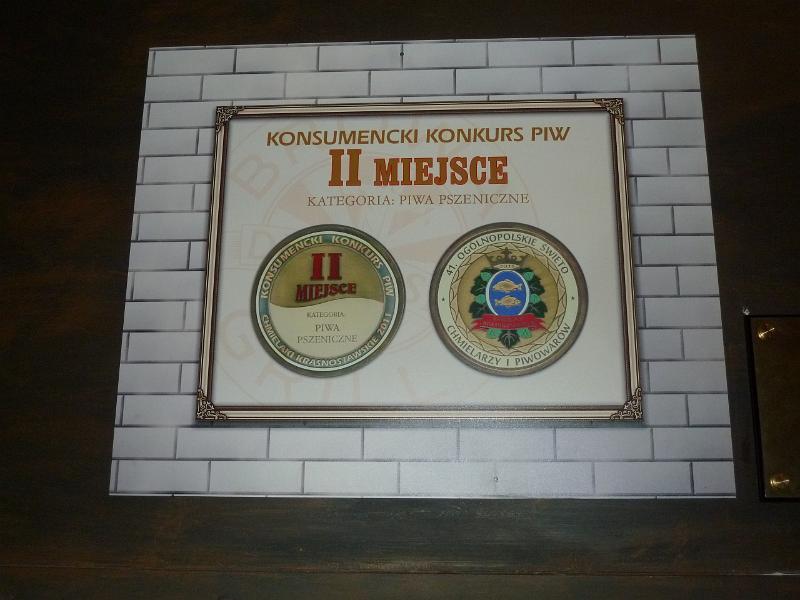 KONSUMENCKI KONKURS PIW
II MIEJSCE
KATEGORIA: PIWA PSZENICZNE
KONSUMENCKI KONKURS PIW
II
MIEJSCE
KATEGORIA:
PIWA
PSZENICZNE
CHMIELAKI KRASNOSTAWSKIE 2011
41 OGÓLNOPOLSKIE ŚWIĘTO
CHMIELARZY I PIWOWARÓW